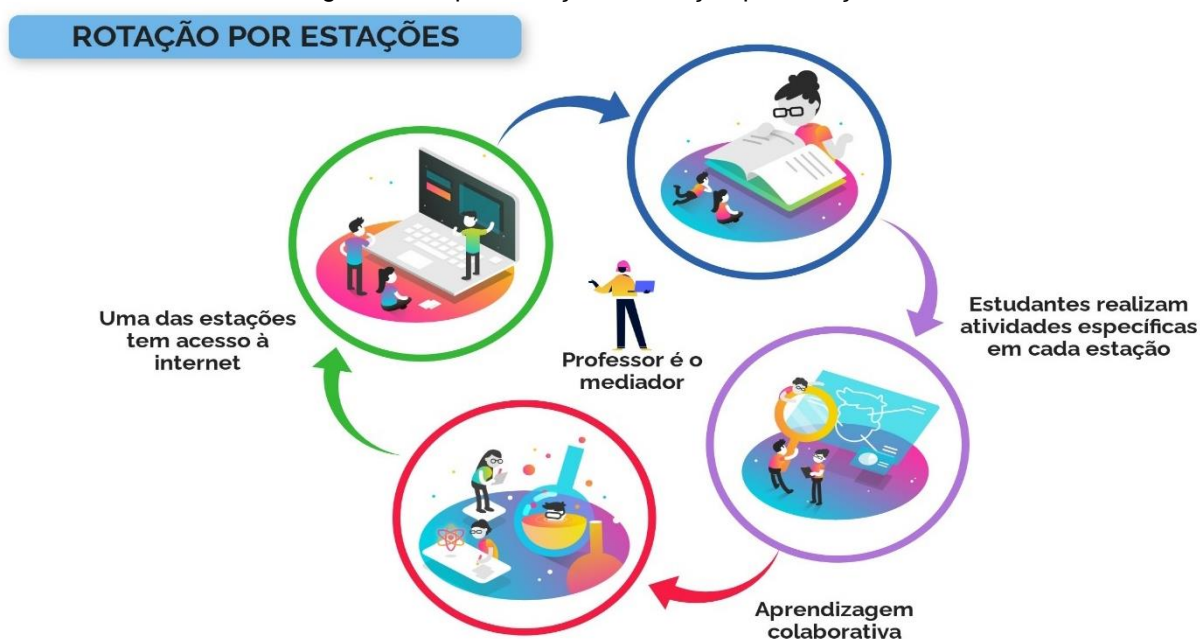 ROTAÇÃO POR ESTAÇÕES
Uma das estações
tem acesso à
internet
Professor é o
mediador
Estudantes realizam
atividades específicas
em cada estação
Aprendizagem
colaborativa